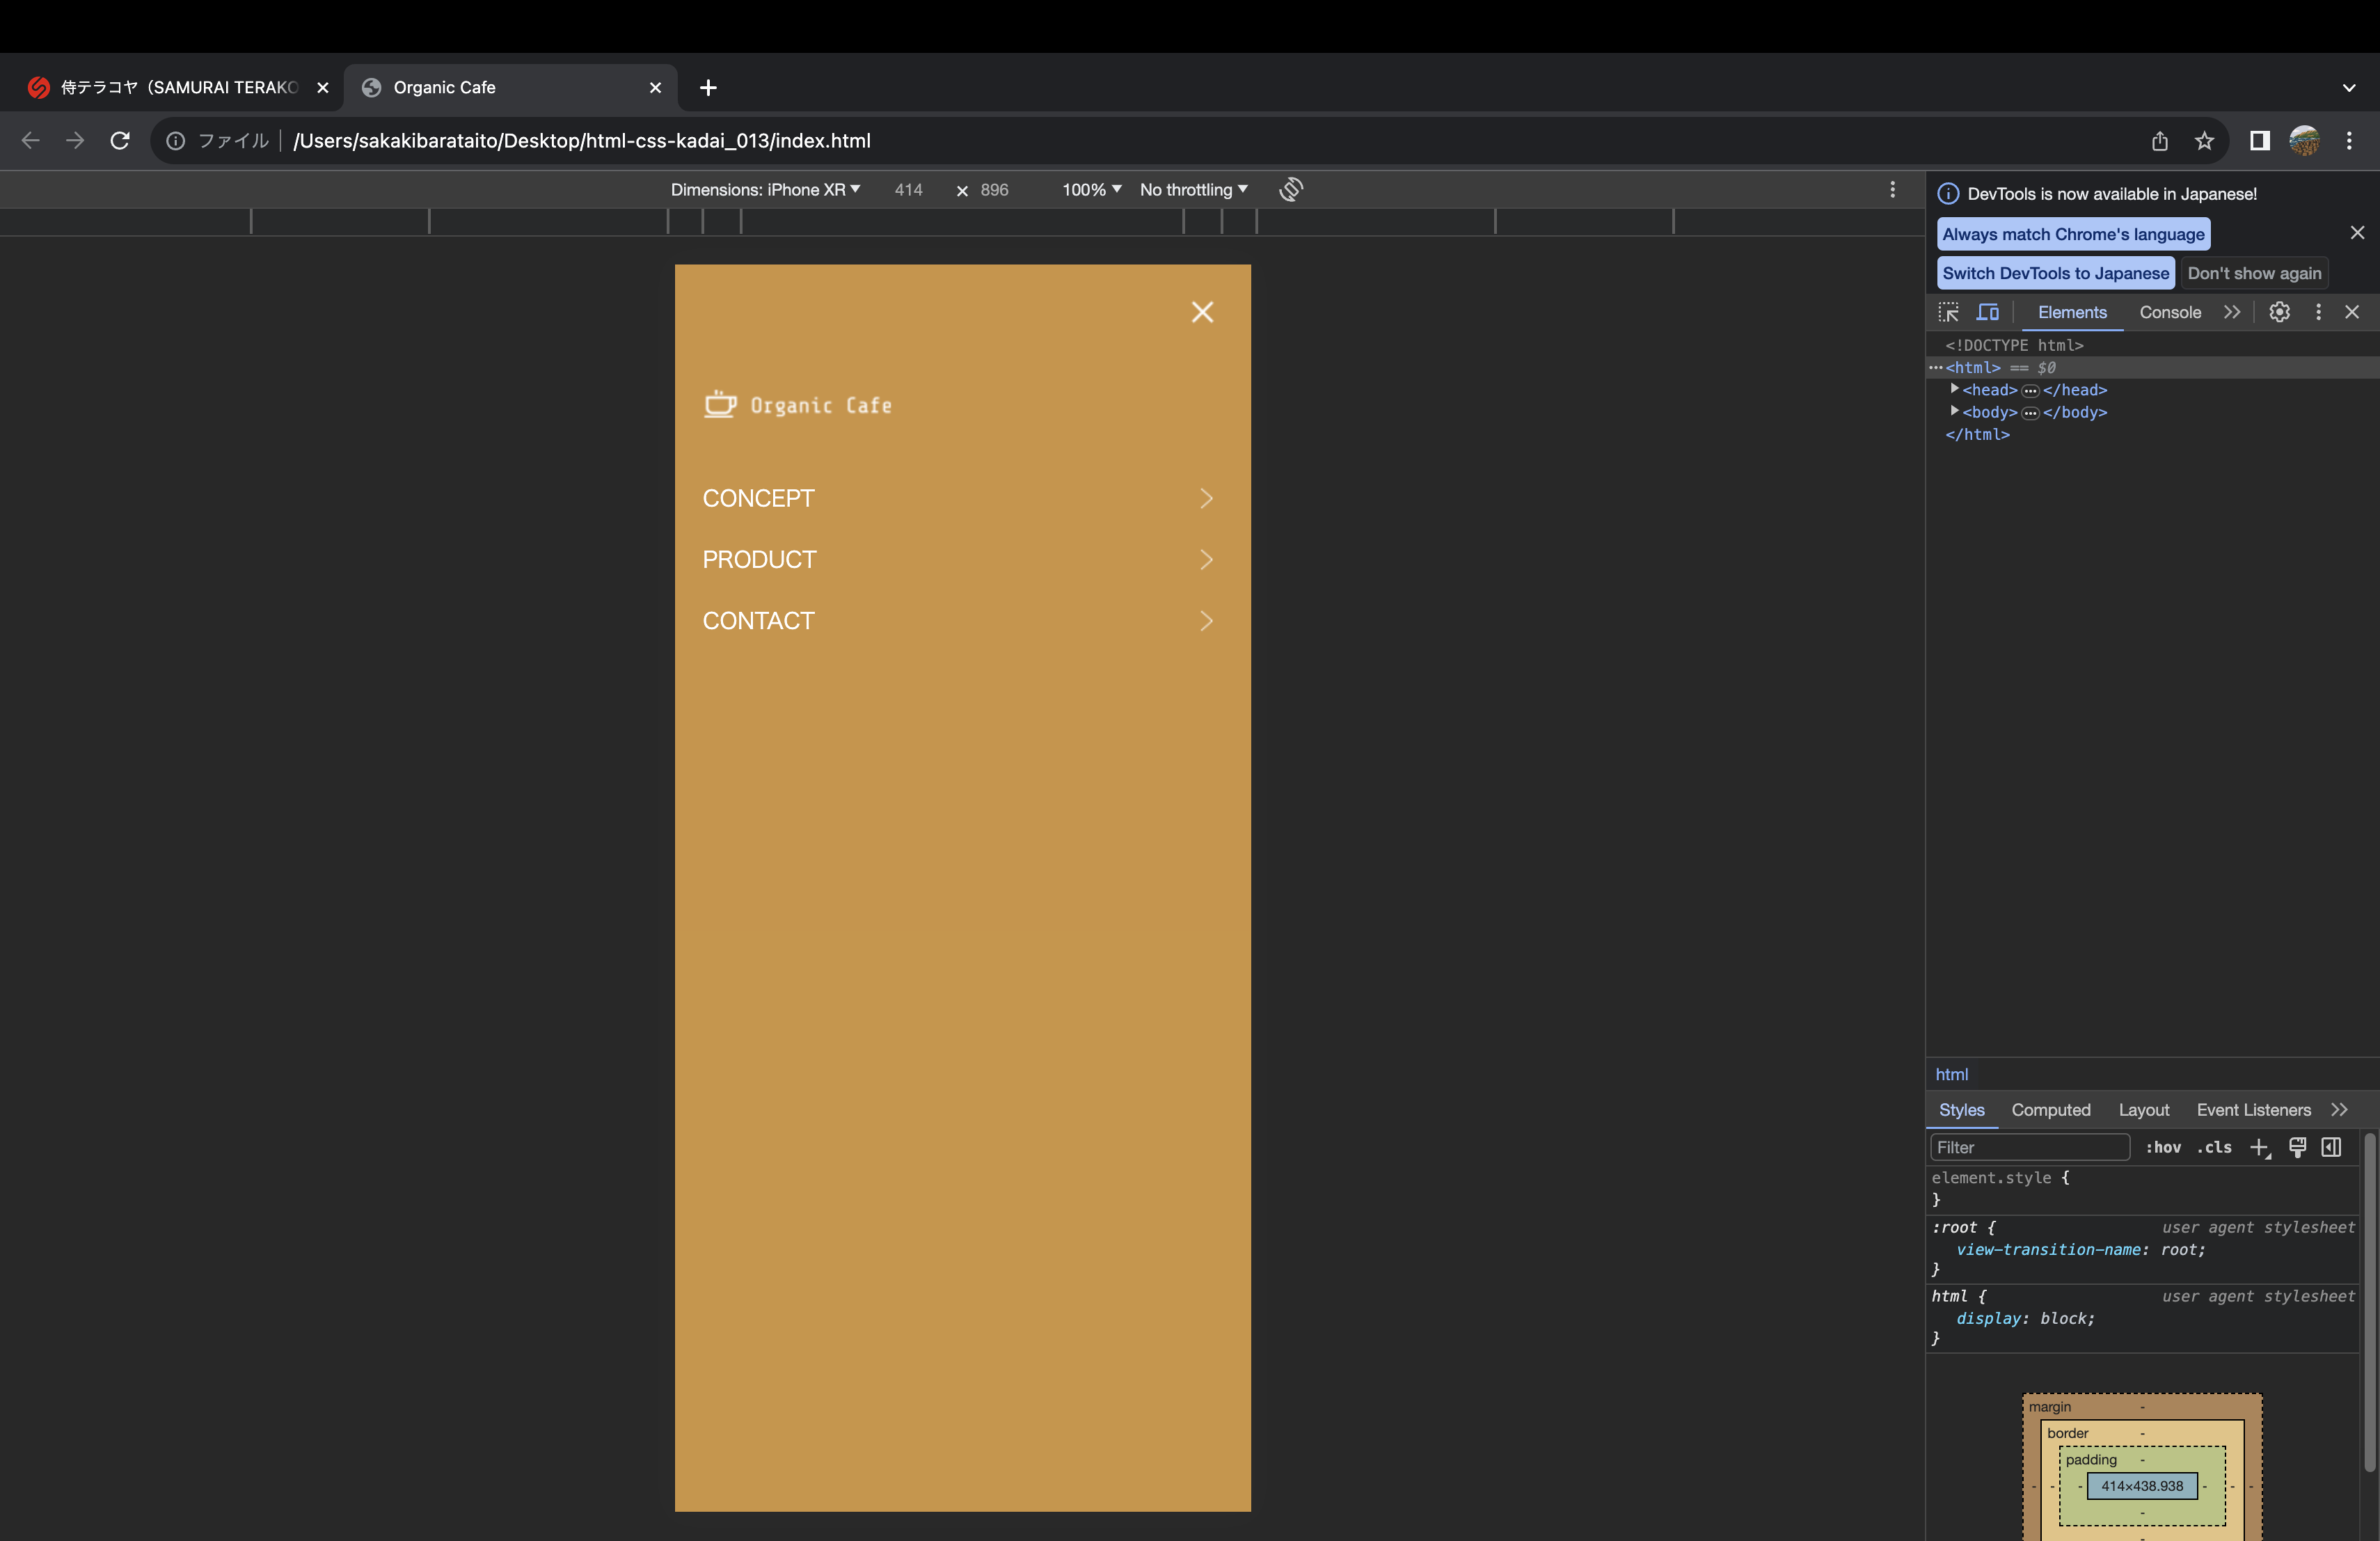 侍テラコヤ（SAMURAI TERAKO
Organic Cafe
ファイル
/Users/sakakibarataito/Desktop/html-css-kadai_013/index.html
Dimensions: iPhone XR ▼ 414 × 896 100% ▼ No throttling ▼
Organic Cafe
CONCEPT
PRODUCT
CONTACT
DevTools is now available in Japanese!
Always match Chrome's language
Switch DevTools to Japanese Don't show again
Elements Console
<!DOCTYPE html>
<html> == $0
<head>…</head>
<body>…</body>
</html>
html
Styles Computed Layout Event Listeners
Filter :hov .cls
element.style {
}
:root { user agent stylesheet
view-transition-name: root;
}
html { user agent stylesheet
display: block;
}
margin -
border -
padding -
- - - 414×438.938 - - -
-
-